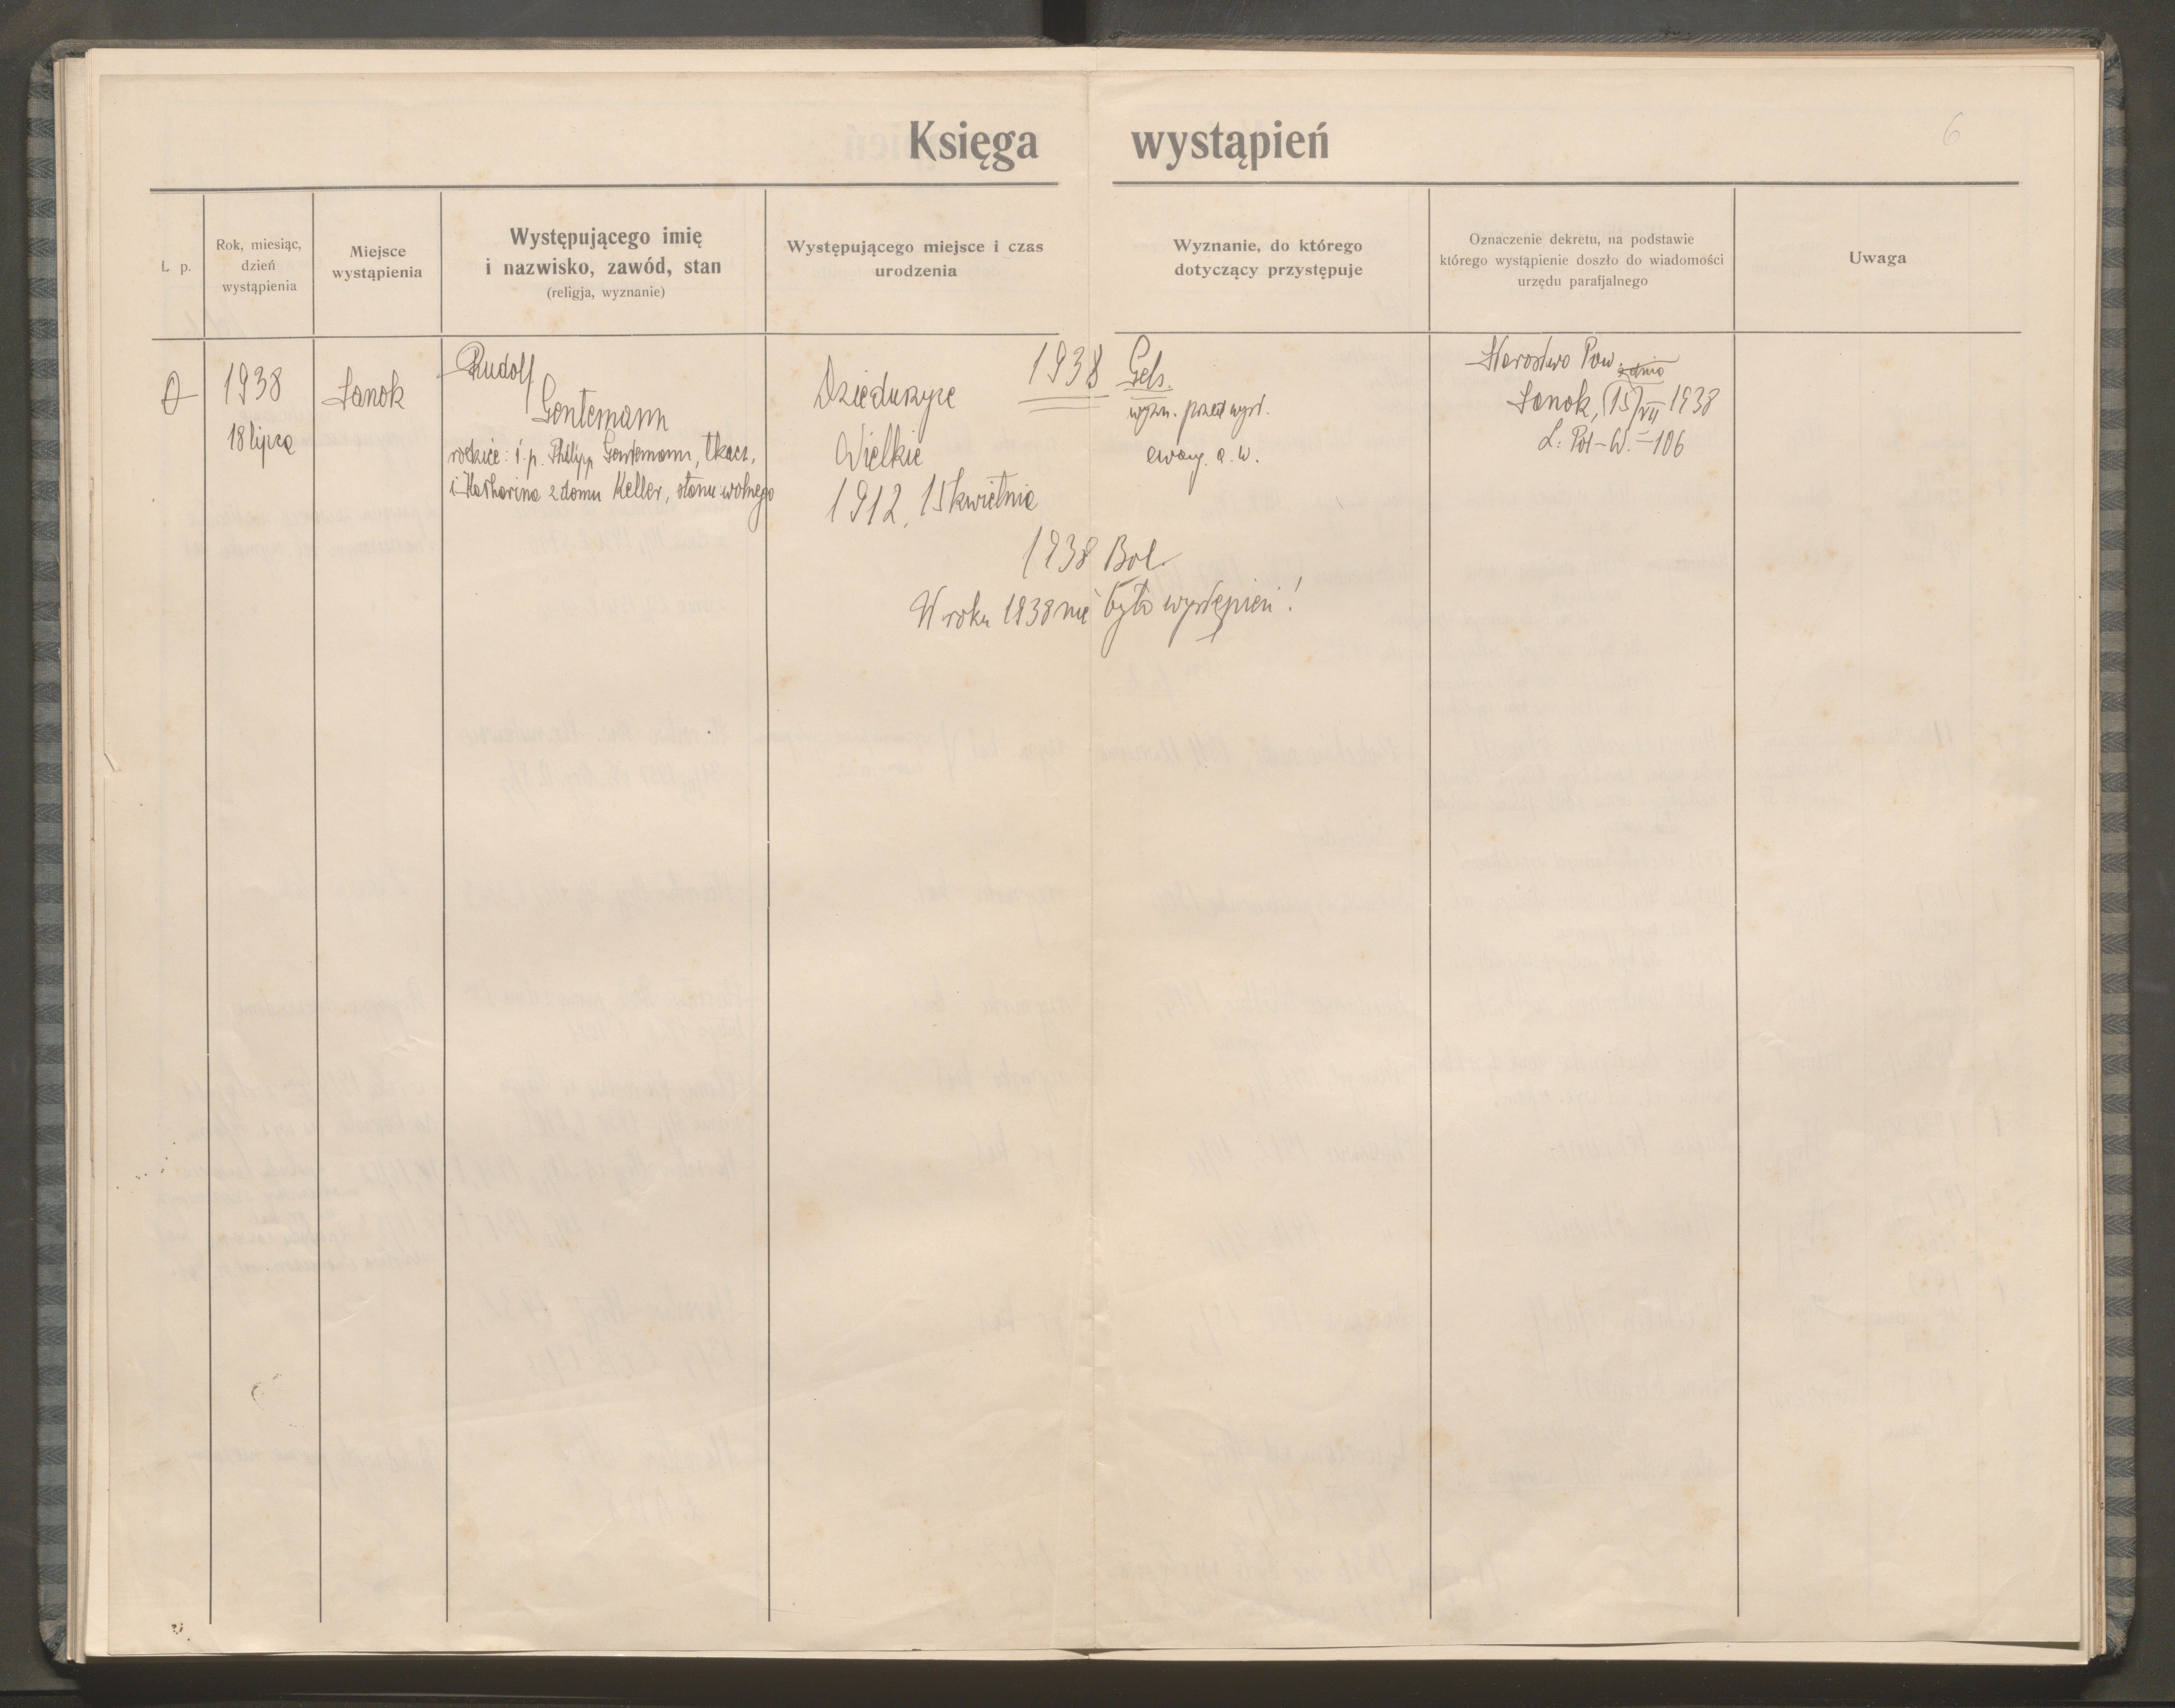 Księga wystąpień
6
L. p.
Rok, miesiąc,
dzień
wystąpienia
Miejsce
wystąpienia
Występującego imię
i nazwisko, zawód, stan
(religja, wyznanie)
Występującego miejsce i czas
urodzenia
Wyznanie, do którego
dotyczący przystępuje
Oznaczenie dekretu, na podstawie
którego wystąpienie doszło do wiadomości
urzędu parafjalnego
Uwaga
1938 Gels.
1938
18 lipca
Sanok
Rudolf
Gontemann
rodzice: ś. p. Philipp Gontemann, tkacz,
i Katharina z domu Keller, stanu wolnego
Dzieduszyce
Wielkie
1912, 15 kwietnia
wyzn. przed wyst.
ewang. a. w.
Starostwo Pow. z dnia
Sanok, (15/VII 1938
L: Pol-W.-106
1938 Bol.
W roku 1938 nie było wystąpień!